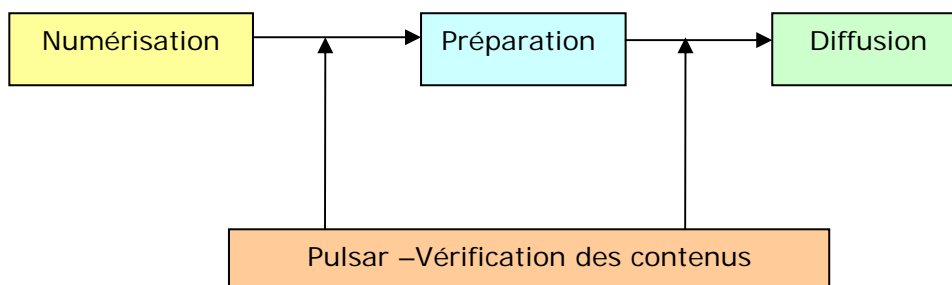 Numérisation
Préparation
Diffusion
Pulsar –Vérification des contenus